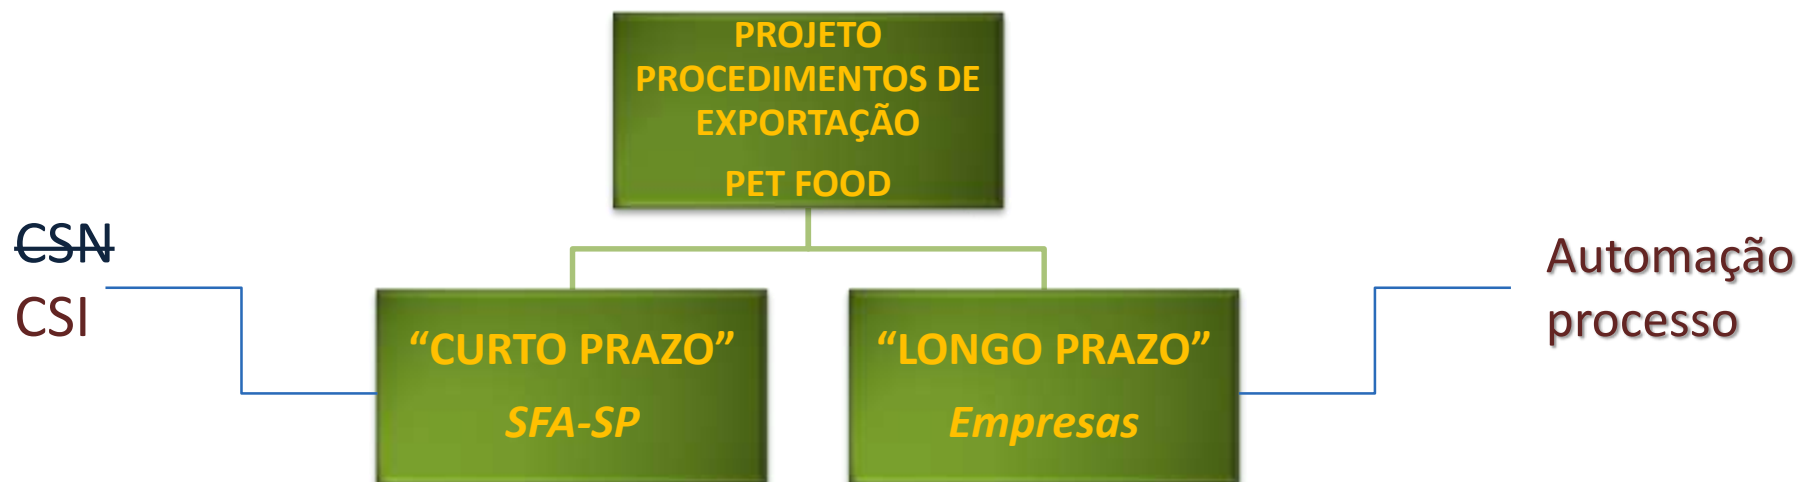 PROJETO
PROCEDIMENTOS DE
EXPORTAÇÃO
PET FOOD
CSN
CSI
Automação
processo
“CURTO PRAZO”
SFA-SP
“LONGO PRAZO”
Empresas